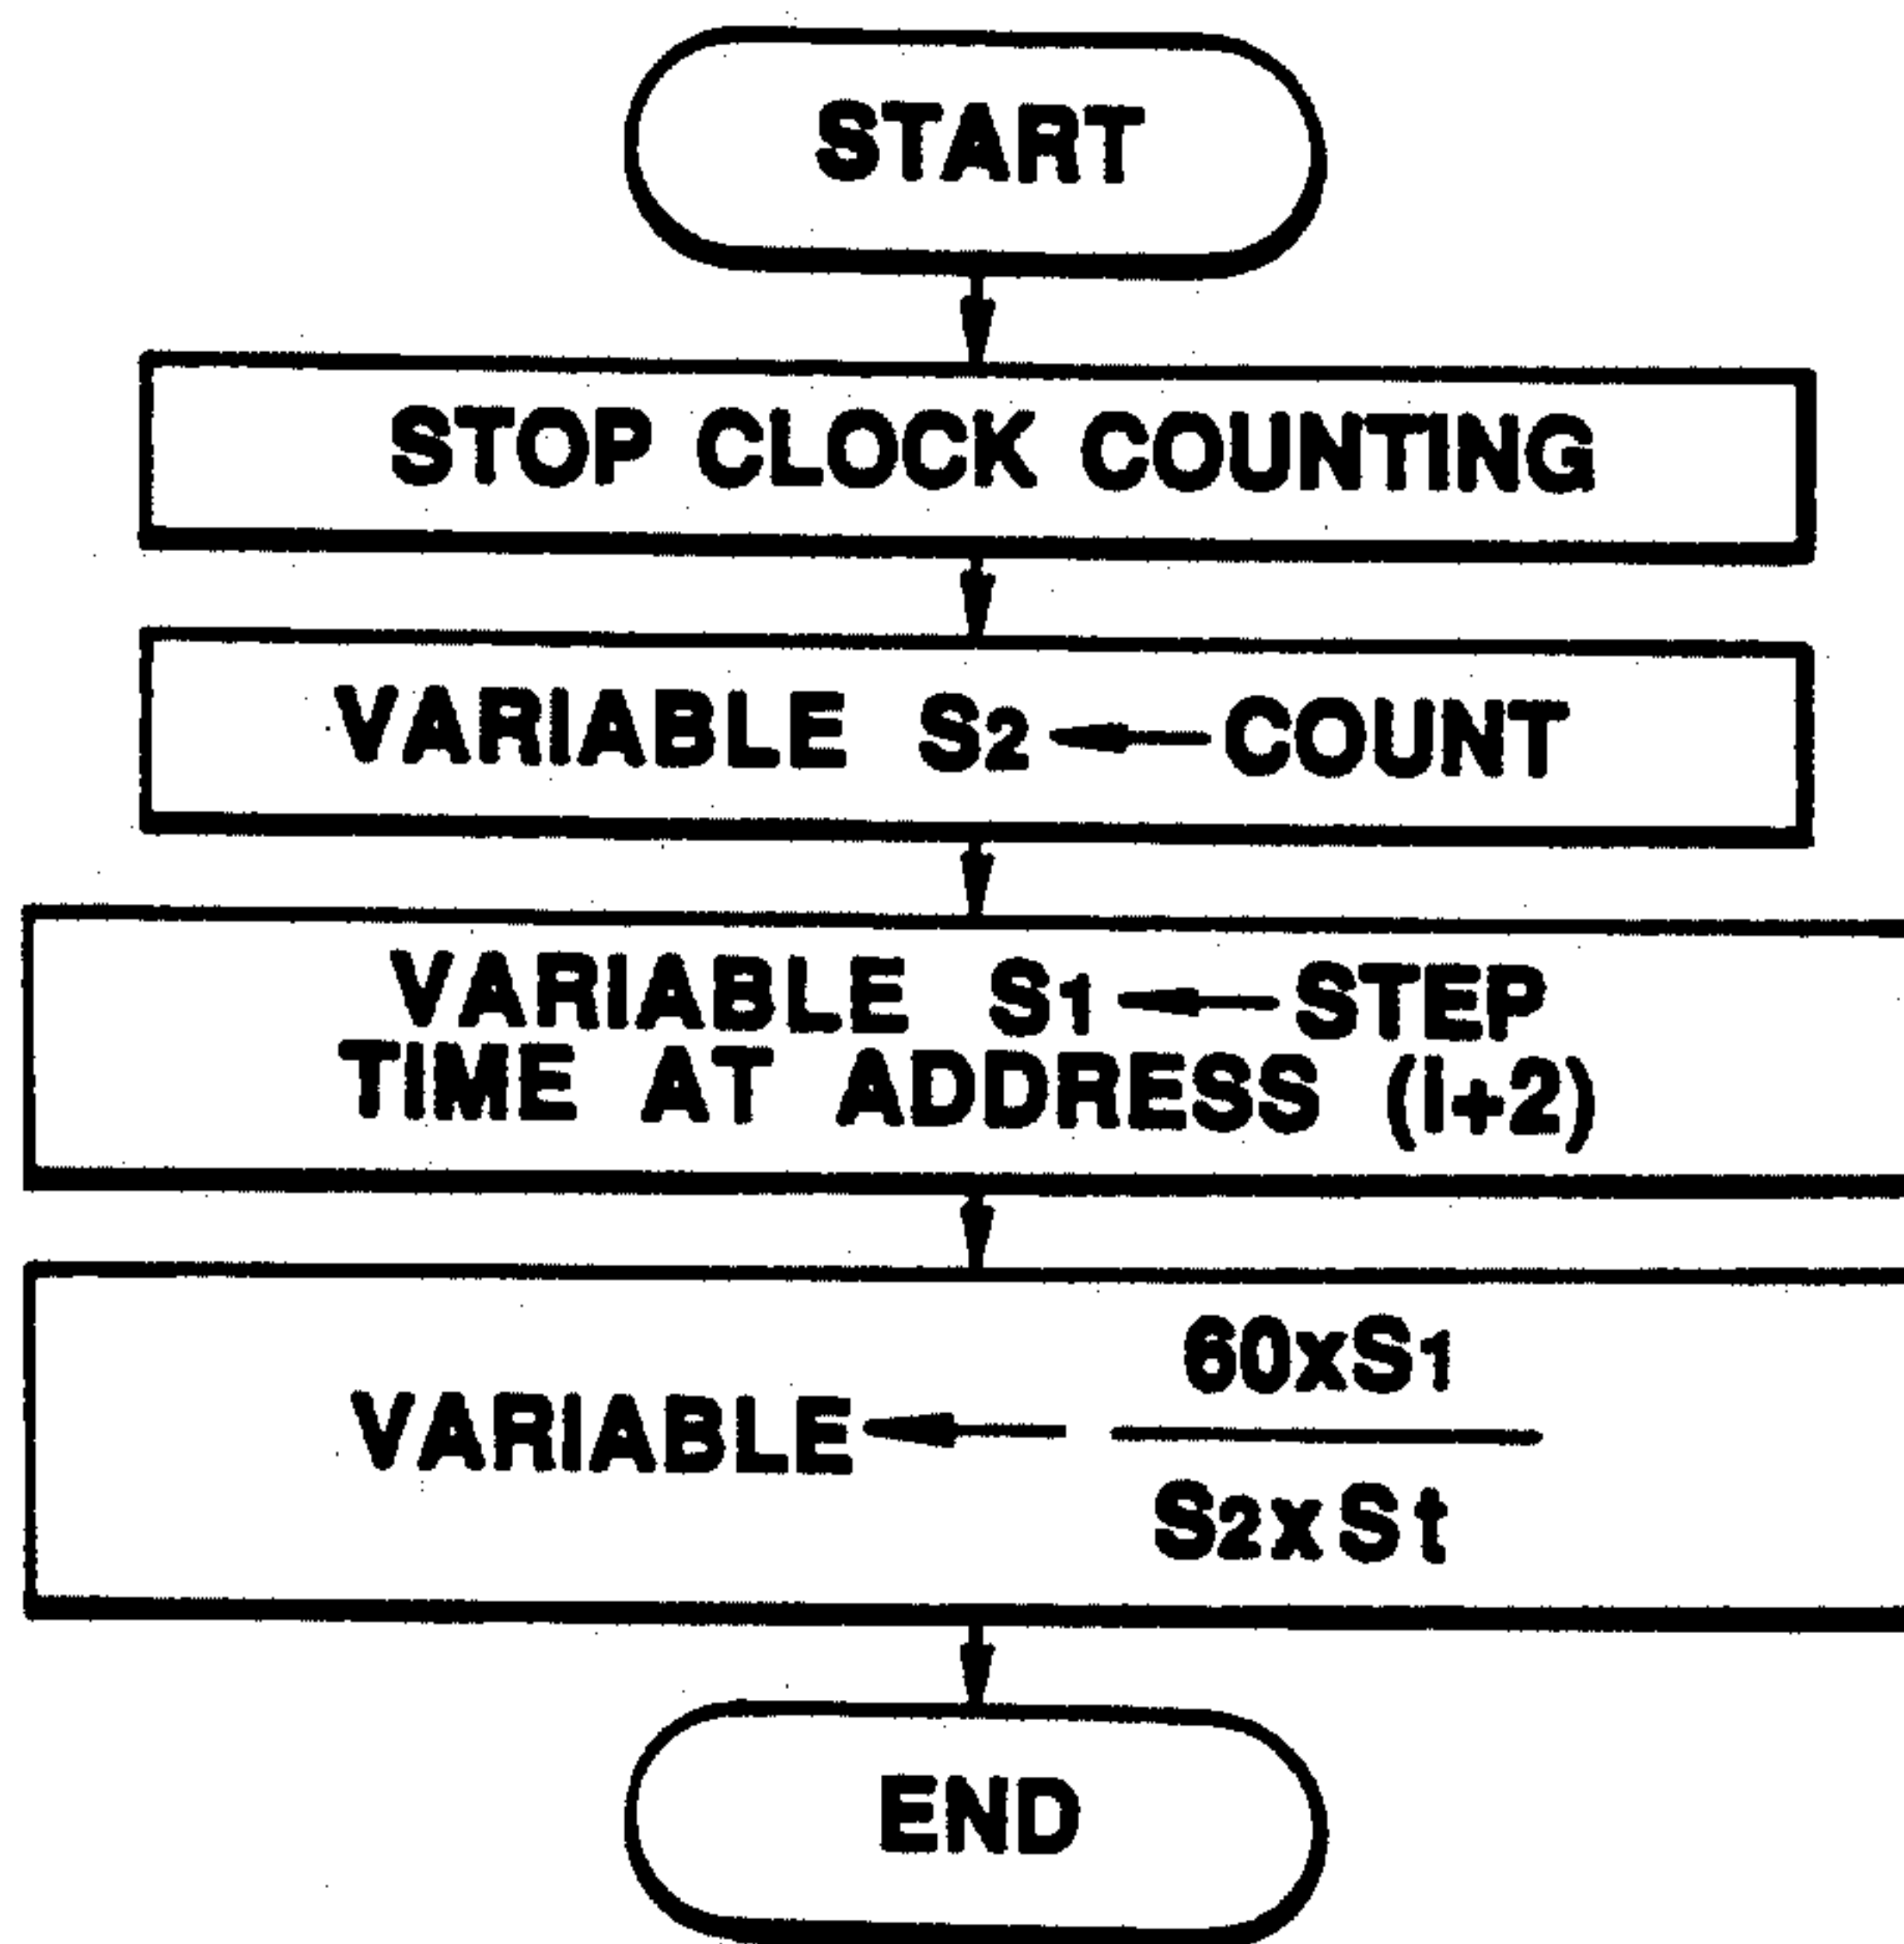 START
STOP CLOCK COUNTING
VARIABLE S2 ← COUNT
VARIABLE S1 ← STEP
TIME AT ADDRESS (i+2)
60xS1
VARIABLE ←
S2xSt
END